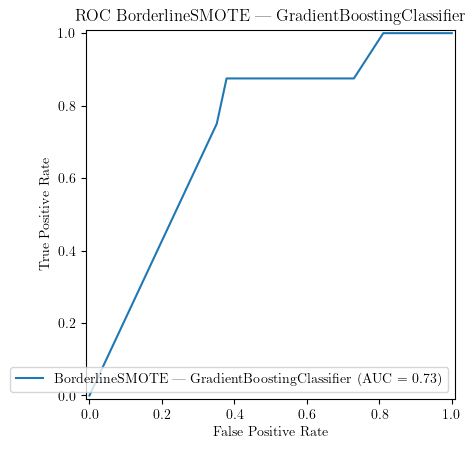 ROC BorderlineSMOTE — GradientBoostingClassifier
1.0
0.8
0.6
0.4
0.2
0.0
True Positive Rate
BorderlineSMOTE — GradientBoostingClassifier (AUC = 0.73)
0.0 0.2 0.4 0.6 0.8 1.0
False Positive Rate